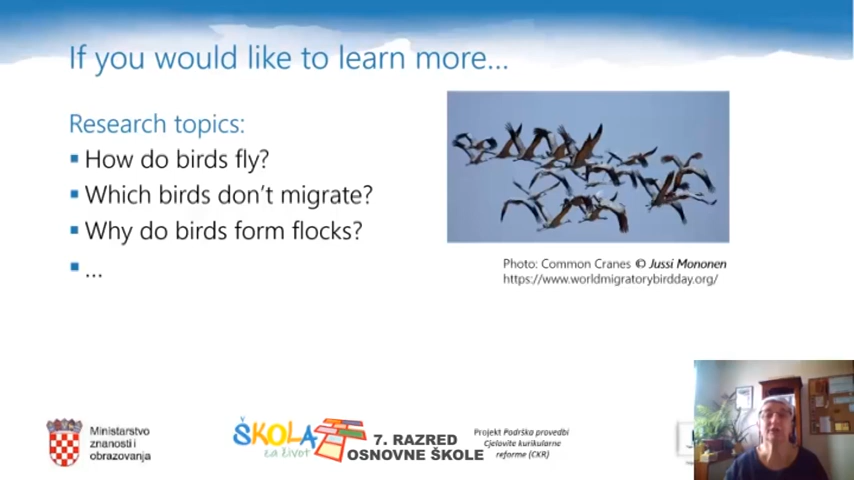 If you would like to learn more...
Research topics:
▪ How do birds fly?
▪ Which birds don't migrate?
▪ Why do birds form flocks?
▪ ...
Photo: Common Cranes © Jussi Mononen
https://www.worldmigratorybirdday.org/
Ministarstvo
znanosti i
obrazovanja
ŠKOLA
za život
7. RAZRED
OSNOVNE ŠKOLE
Projekt Podrška provedbi
Cjelovite kurikularne
reforme (CKR)